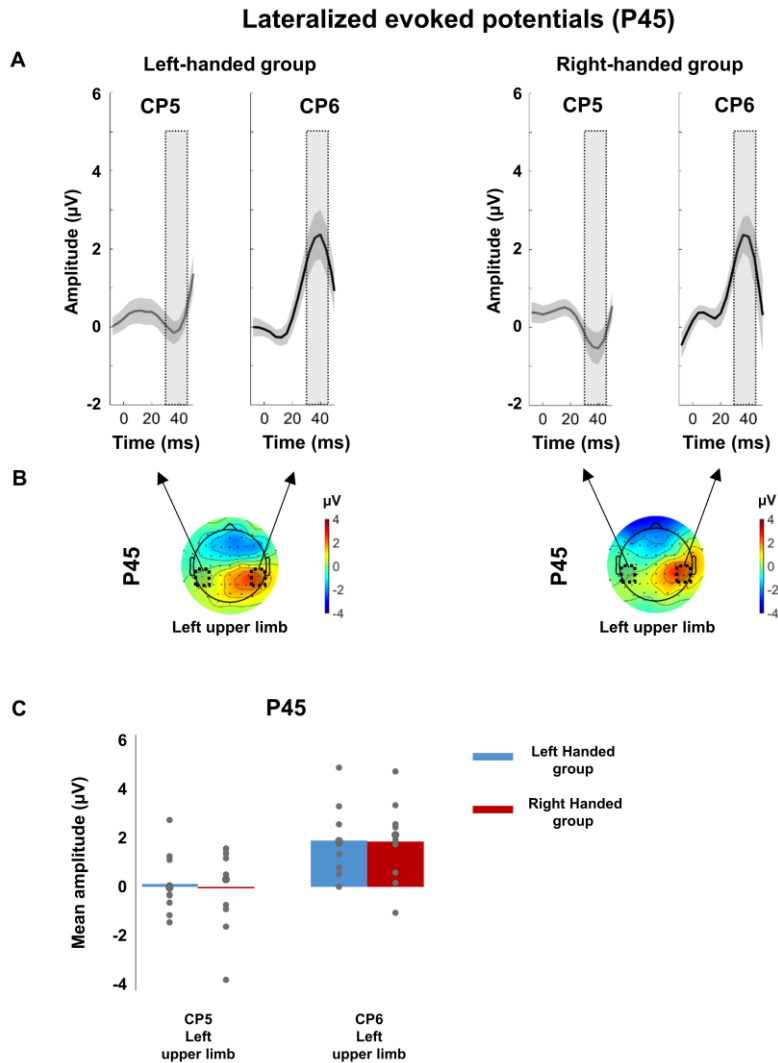 Lateralized evoked potentials (P45)
A
Left-handed group
Right-handed group
6
CP5
CP6
6
CP5
CP6
4
4
Amplitude (µV)
2
Amplitude (µV)
2
0
0
-2
-2
0 20 40
0 20 40
0 20 40
0 20 40
Time (ms)
Time (ms)
Time (ms)
Time (ms)
B
P45
µV
4
2
0
-2
-4
Left upper limb
P45
µV
4
2
0
-2
-4
Left upper limb
C
P45
6
4
2
0
-2
-4
Mean amplitude (µV)
Left Handed
group
Right Handed
group
CP5
Left
upper limb
CP6
Left
upper limb